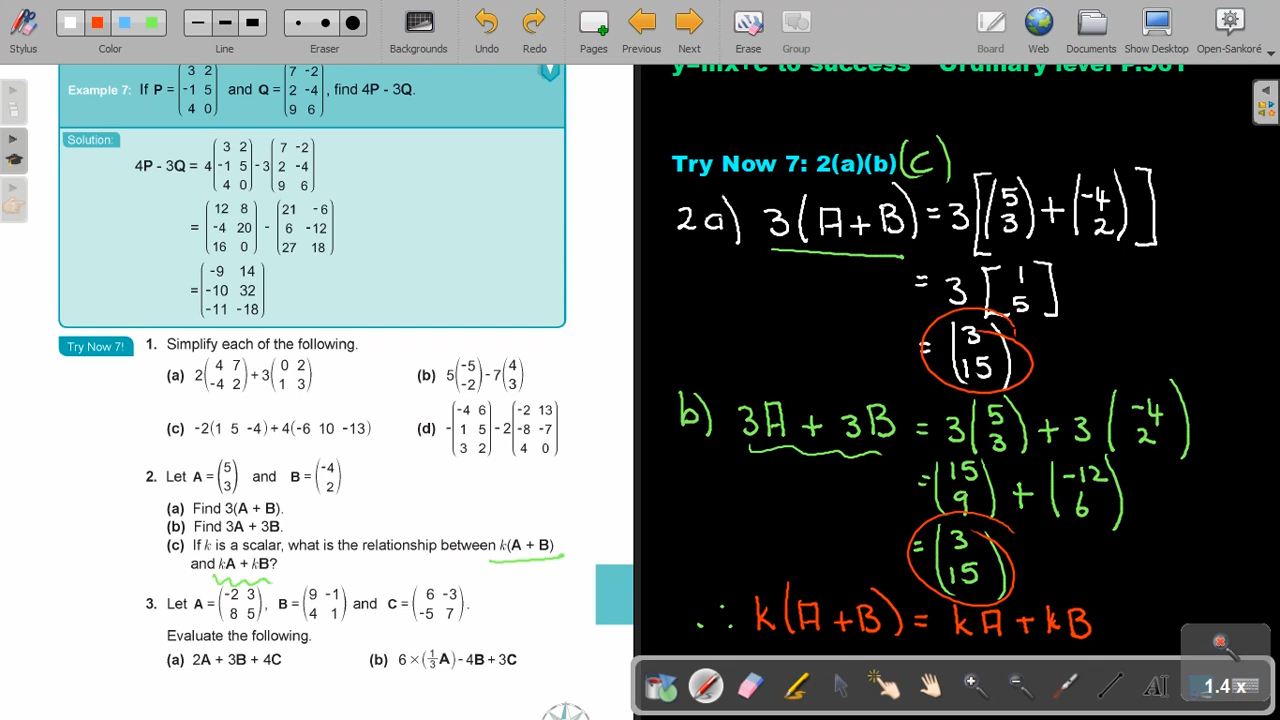 Stylus Color Line Eraser Backgrounds Undo Redo Pages Previous Next Erase Group Board Web Documents Show Desktop Open-Sankoré
Example 7: If P = (3 2 -1 5 4 0) and Q = (7 -2 2 -4 9 6), find 4P - 3Q.
Solution:
4P - 3Q = 4 (3 2 -1 5 4 0) -3 (7 -2 2 -4 9 6)
= (12 8 -4 20 16 0) - (21 -6 6 -12 27 18)
= (-9 14 -10 32 -11 -18)
Try Now 7! 1. Simplify each of the following.
(a) 2(4 7 -4 2) + 3(0 2 1 3) (b) 5(-5 -2) - 7(4 3)
(c) -2(1 5 -4) + 4(-6 10 -13) (d) -(-4 6 1 5 3 2) - 2(-2 13 -8 -7 4 0)
2. Let A = (5 3) and B = (-4 2)
(a) Find 3(A + B).
(b) Find 3A + 3B.
(c) If k is a scalar, what is the relationship between k(A + B)
and kA + kB?
3. Let A = (-2 3 8 5), B = (9 -1 4 1) and C = (6 -3 -5 7).
Evaluate the following.
(a) 2A + 3B + 4C (b) 6 × (1/3 A) - 4B + 3C
y=mx+c to success Ordinary level P.361
Try Now 7: 2(a)(b)(c)
2a) 3(A+B) = 3[(5 3) + (-4 2)]
= 3[1 5]
= (3 15)
b) 3A + 3B = 3(5 3) + 3(-4 2)
= (15 9) + (-12 6)
= (3 15)
∴ k(A+B) = kA + kB
1.4 x